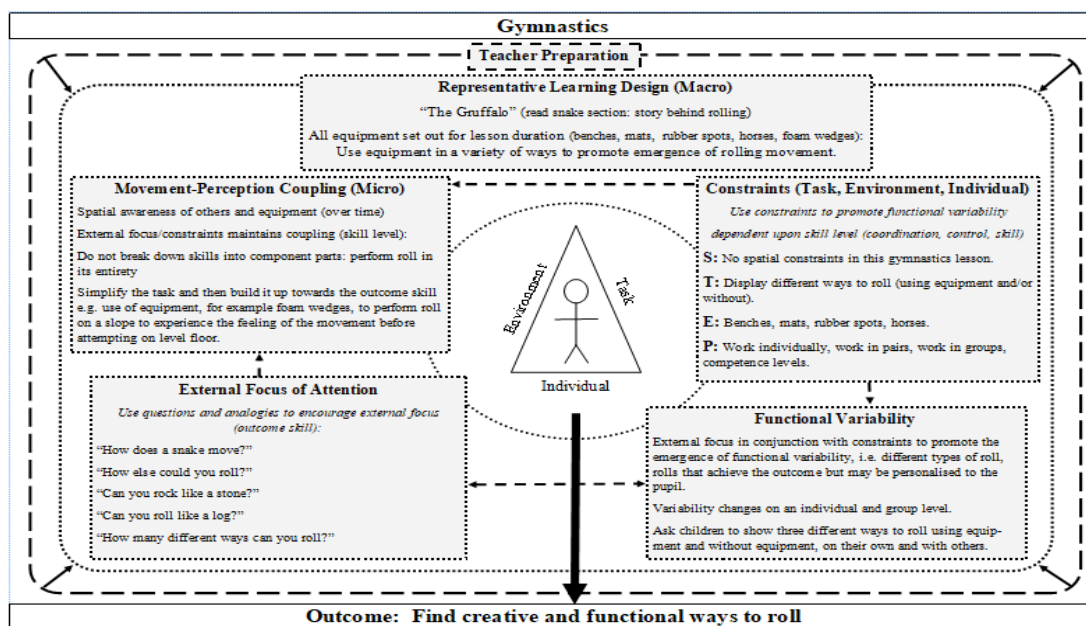 Gymnastics
Teacher Preparation
Representative Learning Design (Macro)
“The Gruffalo” (read snake section: story behind rolling)
All equipment set out for lesson duration (benches, mats, rubber spots, horses, foam wedges):
Use equipment in a variety of ways to promote emergence of rolling movement.
Movement-Perception Coupling (Micro)
Spatial awareness of others and equipment (over time)
External focus/constraints maintains coupling (skill level):
Do not break down skills into component parts: perform roll in
its entirety
Simplify the task and then build it up towards the outcome skill
e.g. use of equipment, for example foam wedges, to perform roll
on a slope to experience the feeling of the movement before
attempting on level floor.
Constraints (Task, Environment, Individual)
Use constraints to promote functional variability
dependent upon skill level (coordination, control, skill)
S: No spatial constraints in this gymnastics lesson.
T: Display different ways to roll (using equipment and/or
without).
E: Benches, mats, rubber spots, horses.
P: Work individually, work in pairs, work in groups,
competence levels.
Environment
Task
Individual
External Focus of Attention
Use questions and analogies to encourage external focus
(outcome skill):
“How does a snake move?”
“How else could you roll?”
“Can you rock like a stone?”
“Can you roll like a log?”
“How many different ways can you roll?”
Functional Variability
External focus in conjunction with constraints to promote the
emergence of functional variability, i.e. different types of roll,
rolls that achieve the outcome but may be personalised to the
pupil.
Variability changes on an individual and group level.
Ask children to show three different ways to roll using equip-
ment and without equipment, on their own and with others.
Outcome: Find creative and functional ways to roll